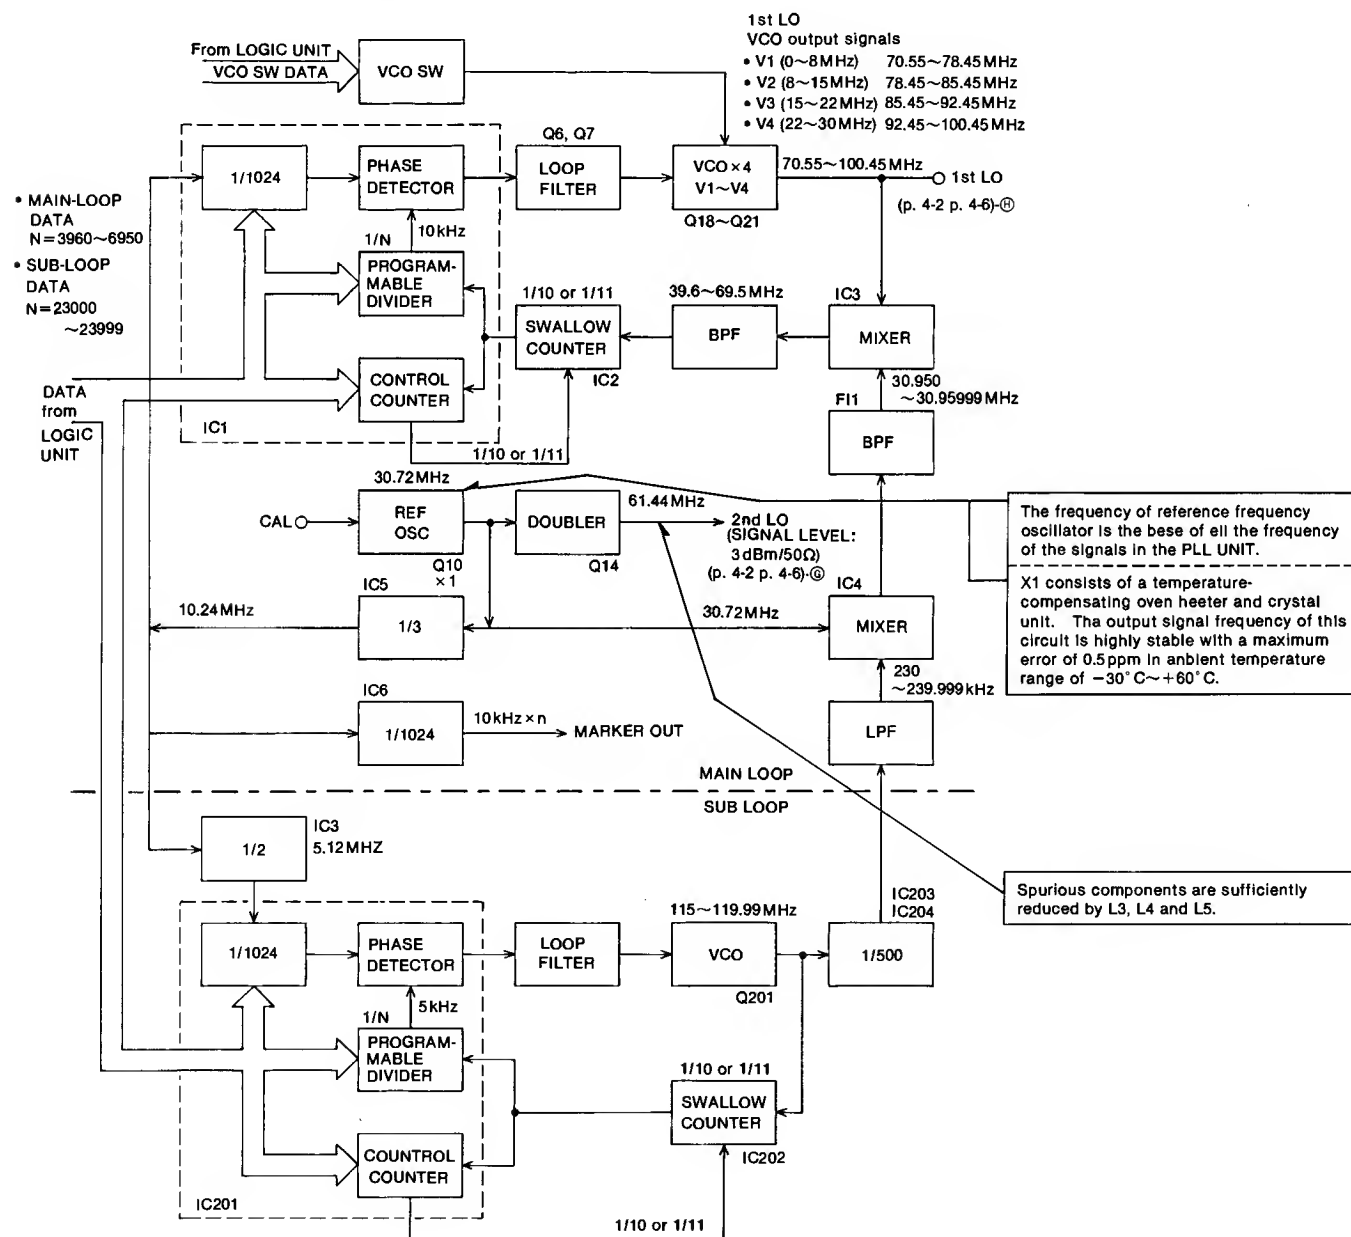 1st LO
VCO output signals
• V1 (0~8MHz) 70.55~78.45MHz
• V2 (8~15MHz) 78.45~85.45MHz
• V3 (15~22MHz) 85.45~92.45MHz
• V4 (22~30MHz) 92.45~100.45MHz
From LOGIC UNIT
VCO SW DATA
VCO SW
Q6, Q7
1/1024
PHASE
DETECTOR
LOOP
FILTER
VCO×4
V1~V4
Q18~Q21
70.55~100.45MHz
1st LO
(p. 4-2 p. 4-6)-Ⓗ
• MAIN-LOOP
DATA
N=3960~6950
• SUB-LOOP
DATA
N=23000
~23999
10kHz
1/N
PROGRAM-
MABLE
DIVIDER
1/10 or 1/11
SWALLOW
COUNTER
IC2
39.6~69.5MHz
BPF
IC3
MIXER
30.950
~30.95999MHz
CONTROL
COUNTER
DATA
from
LOGIC
UNIT
IC1
1/10 or 1/11
FI1
BPF
30.72MHz
CAL
REF
OSC
Q10
×1
DOUBLER
Q14
61.44MHz
2nd LO
(SIGNAL LEVEL:
3dBm/50Ω)
(p. 4-2 p. 4-6)-Ⓖ
The frequency of reference frequency
oscillator is the bese of ell the frequency
of the signals in the PLL UNIT.
X1 consists of a temperature-
compensating oven heeter and crystal
unit. Tha output signal frequency of this
circuit is highly stable with a maximum
error of 0.5ppm in anbient temperature
range of −30°C~+60°C.
10.24MHz
IC5
1/3
30.72MHz
IC4
MIXER
230
~239.999kHz
IC6
1/1024
10kHz×n
MARKER OUT
LPF
MAIN LOOP
SUB LOOP
1/2
IC3
5.12MHZ
Spurious components are sufficiently
reduced by L3, L4 and L5.
1/1024
PHASE
DETECTOR
LOOP
FILTER
115~119.99MHz
VCO
Q201
IC203
IC204
1/500
5kHz
1/N
PROGRAM-
MABLE
DIVIDER
1/10 or 1/11
SWALLOW
COUNTER
IC202
COUNTROL
COUNTER
IC201
1/10 or 1/11